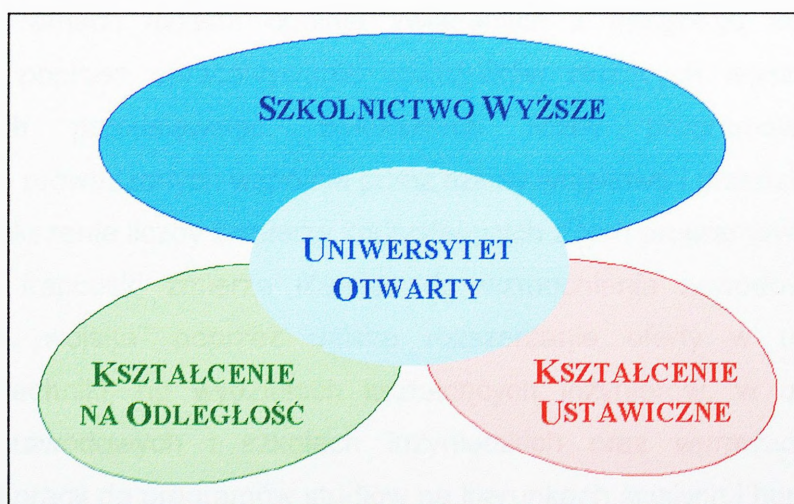 SZKOLNICTWO WYŻSZE
UNIWERSYTET
OTWARTY
KSZTAŁCENIE
NA ODLEGŁOŚĆ
KSZTAŁCENIE
USTAWICZNE